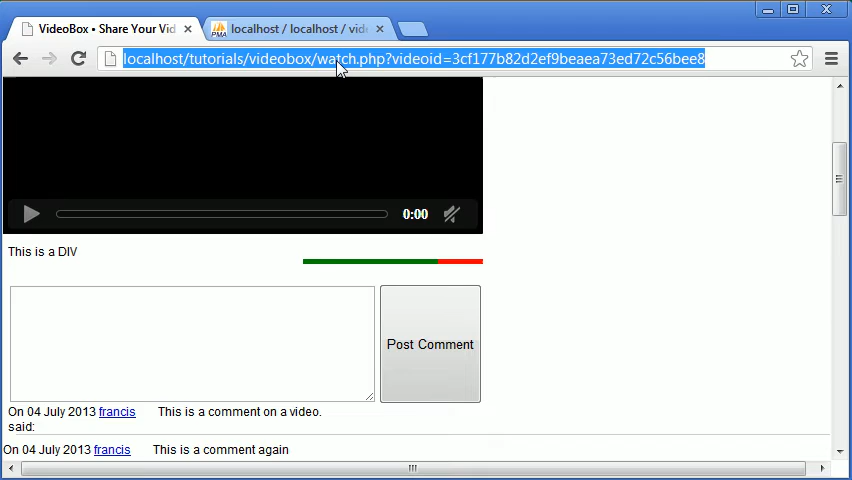 VideoBox • Share Your Vid
PMA
localhost / localhost / vide
localhost/tutorials/videobox/watch.php?videoid=3cf177b82d2ef9beaea73ed72c56bee8
0:00
This is a DIV
Post Comment
On 04 July 2013 francis This is a comment on a video.
said:
On 04 July 2013 francis This is a comment again